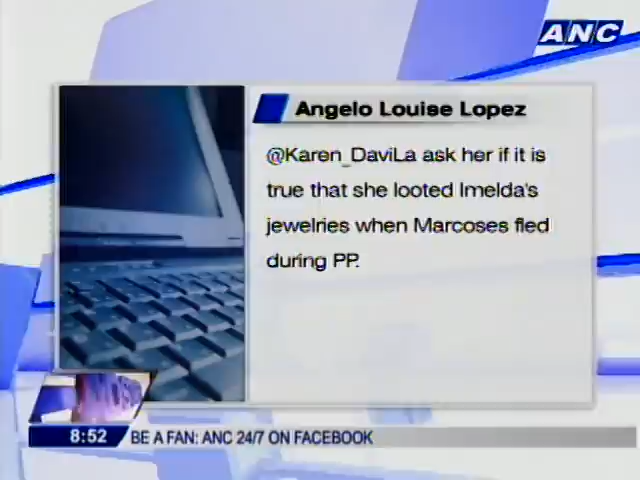 ANC
Angelo Louise Lopez
@Karen_DaviLa ask her if it is
true that she looted Imelda's
jewelries when Marcoses fled
during PP.
8:52 BE A FAN: ANC 24/7 ON FACEBOOK